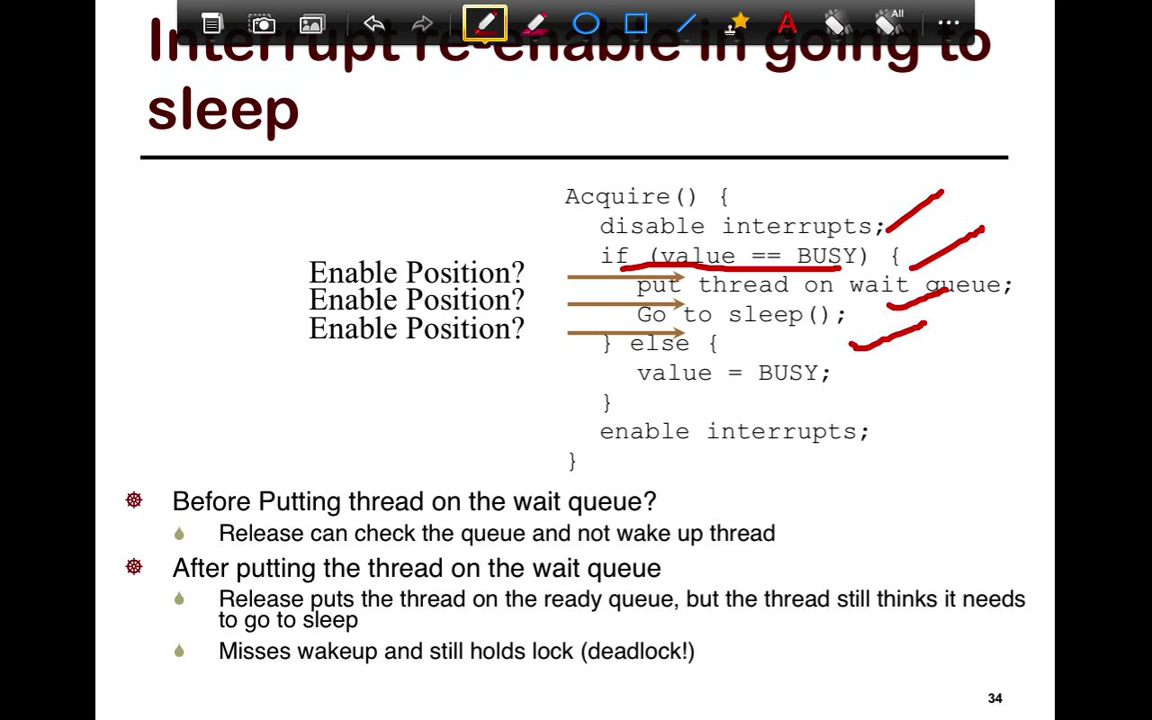 All
A
Interrupt re-enable in going to
sleep
Acquire() {
disable interrupts;
if (value == BUSY) {
Enable Position?
put thread on wait queue;
Enable Position?
Go to sleep();
Enable Position?
} else {
value = BUSY;
}
enable interrupts;
}
Before Putting thread on the wait queue?
Release can check the queue and not wake up thread
After putting the thread on the wait queue
Release puts the thread on the ready queue, but the thread still thinks it needs
to go to sleep
Misses wakeup and still holds lock (deadlock!)
34